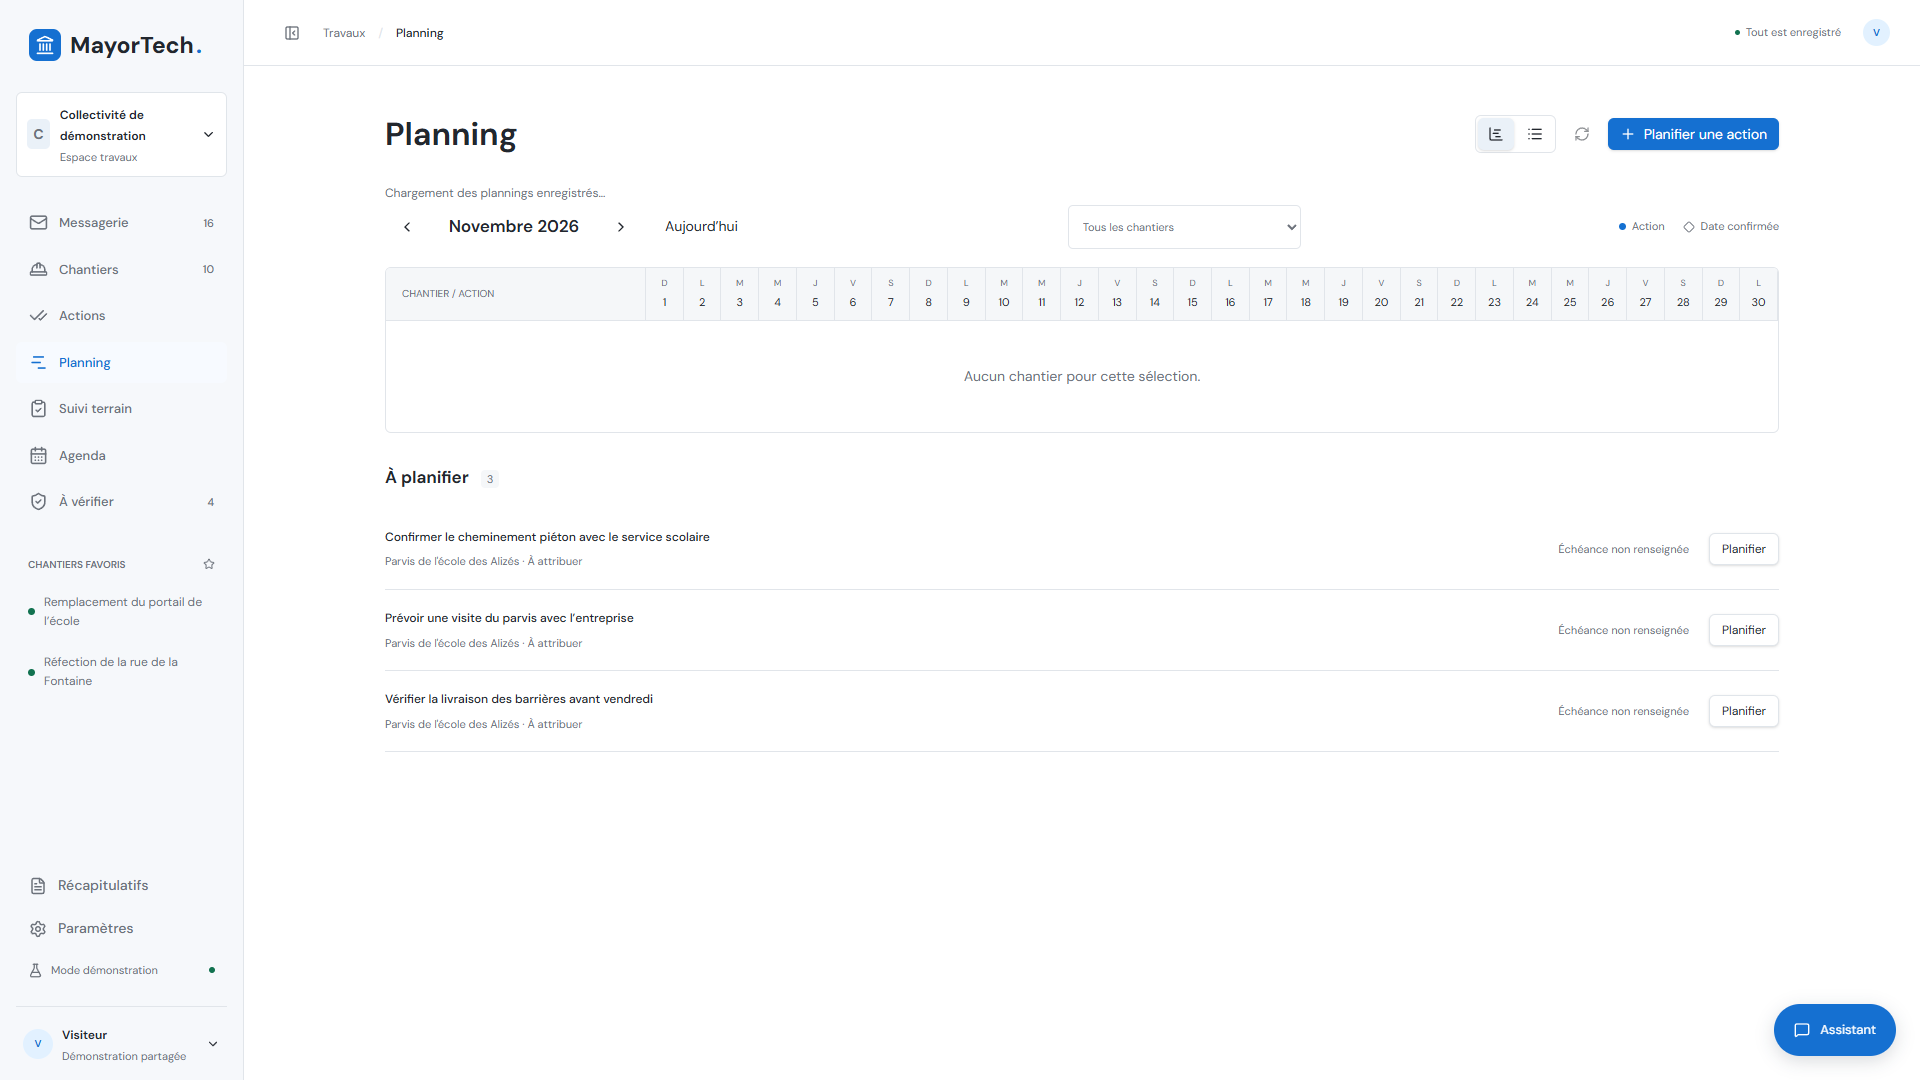 MayorTech.
Collectivité de
démonstration
C
Espace travaux
Messagerie 16
Chantiers 10
Actions
Planning
Suivi terrain
Agenda
À vérifier 4
CHANTIERS FAVORIS
Remplacement du portail de
l'école
Réfection de la rue de la
Fontaine
Récapitulatifs
Paramètres
Mode démonstration
V
Visiteur
Démonstration partagée
Travaux / Planning
Tout est enregistré
V
Planning
Planifier une action
Chargement des plannings enregistrés…
Novembre 2026
Aujourd'hui
Tous les chantiers
Action
Date confirmée
CHANTIER / ACTION
D L M M J V S D L M M J V S D L M M J V S D L M M J V S D L
1 2 3 4 5 6 7 8 9 10 11 12 13 14 15 16 17 18 19 20 21 22 23 24 25 26 27 28 29 30
Aucun chantier pour cette sélection.
À planifier 3
Confirmer le cheminement piéton avec le service scolaire
Parvis de l'école des Alizés · À attribuer
Échéance non renseignée
Planifier
Prévoir une visite du parvis avec l'entreprise
Parvis de l'école des Alizés · À attribuer
Échéance non renseignée
Planifier
Vérifier la livraison des barrières avant vendredi
Parvis de l'école des Alizés · À attribuer
Échéance non renseignée
Planifier
Assistant